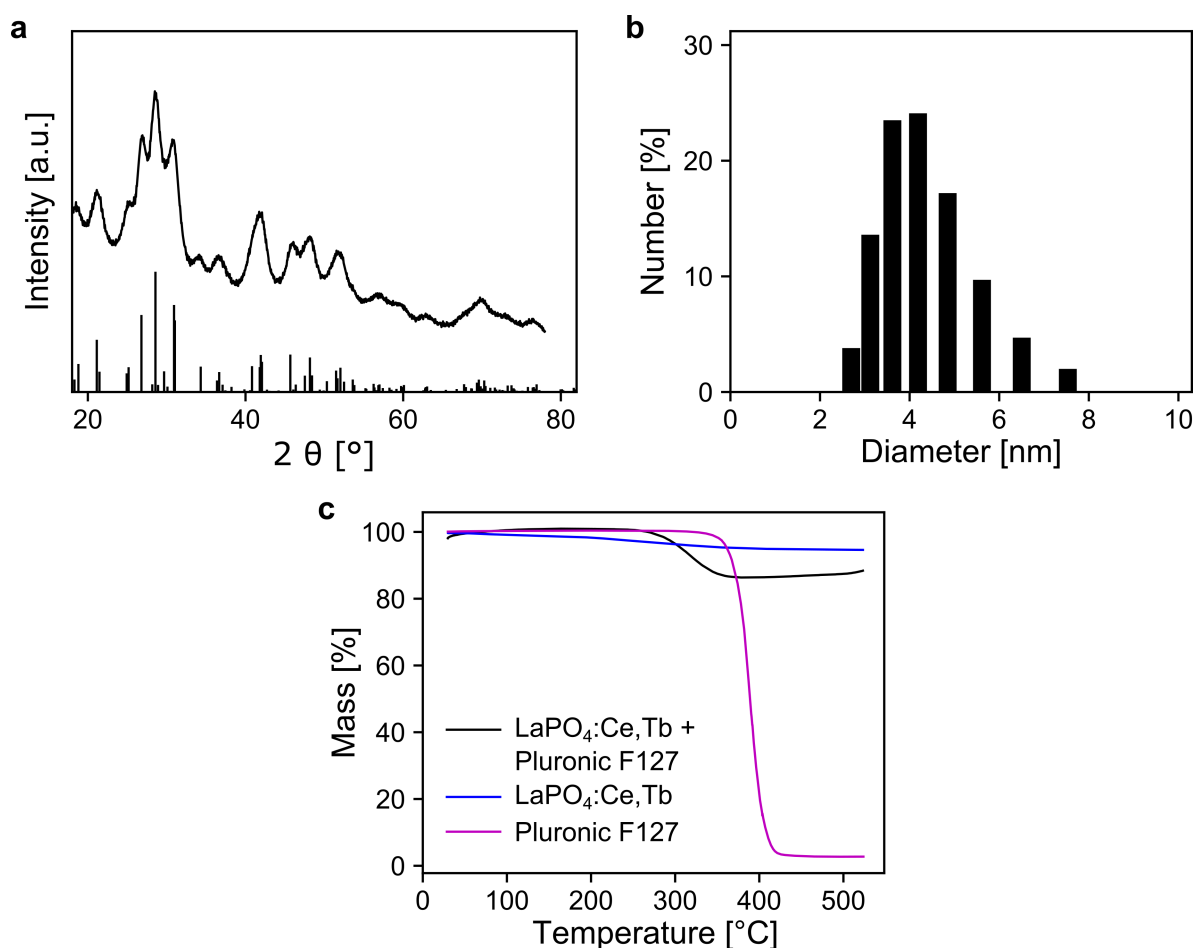 a
Intensity [a.u.]
20
40
60
80
2 θ [°]
b
Number [%]
30
20
10
0
0
2
4
6
8
10
Diameter [nm]
c
Mass [%]
100
80
60
40
20
0
LaPO₄:Ce,Tb +
Pluronic F127
LaPO₄:Ce,Tb
Pluronic F127
0
100
200
300
400
500
Temperature [°C]